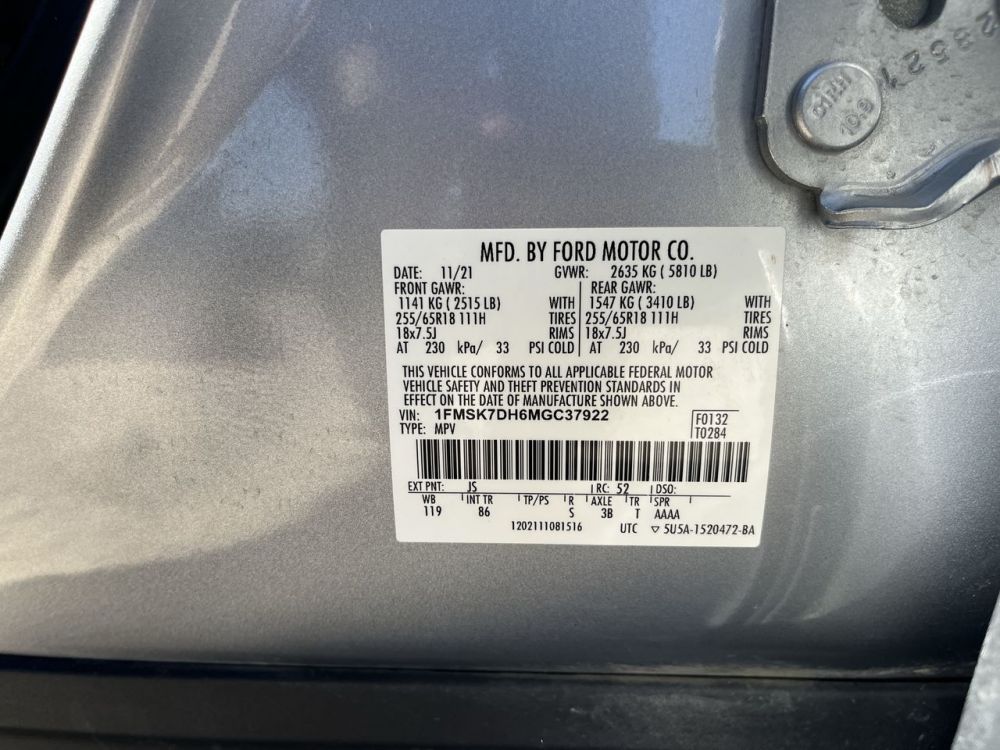 28527
DHFH
10.9
MFD. BY FORD MOTOR CO.
DATE: 11/21 GVWR: 2635 KG ( 5810 LB)
FRONT GAWR: REAR GAWR:
1141 KG ( 2515 LB) WITH 1547 KG ( 3410 LB) WITH
255/65R18 111H TIRES 255/65R18 111H TIRES
18x7.5J RIMS 18x7.5J RIMS
AT 230 kPa/ 33 PSI COLD AT 230 kPa/ 33 PSI COLD
THIS VEHICLE CONFORMS TO ALL APPLICABLE FEDERAL MOTOR
VEHICLE SAFETY AND THEFT PREVENTION STANDARDS IN
EFFECT ON THE DATE OF MANUFACTURE SHOWN ABOVE.
VIN: 1FMSK7DH6MGC37922 F0132
TYPE: MPV T0284
EXT PNT: JS RC: 52 DSO:
WB INT TR TP/PS R AXLE TR SPR
119 86 S 3B T AAAA
1202111081516 UTC ▽ 5U5A-1520472-BA